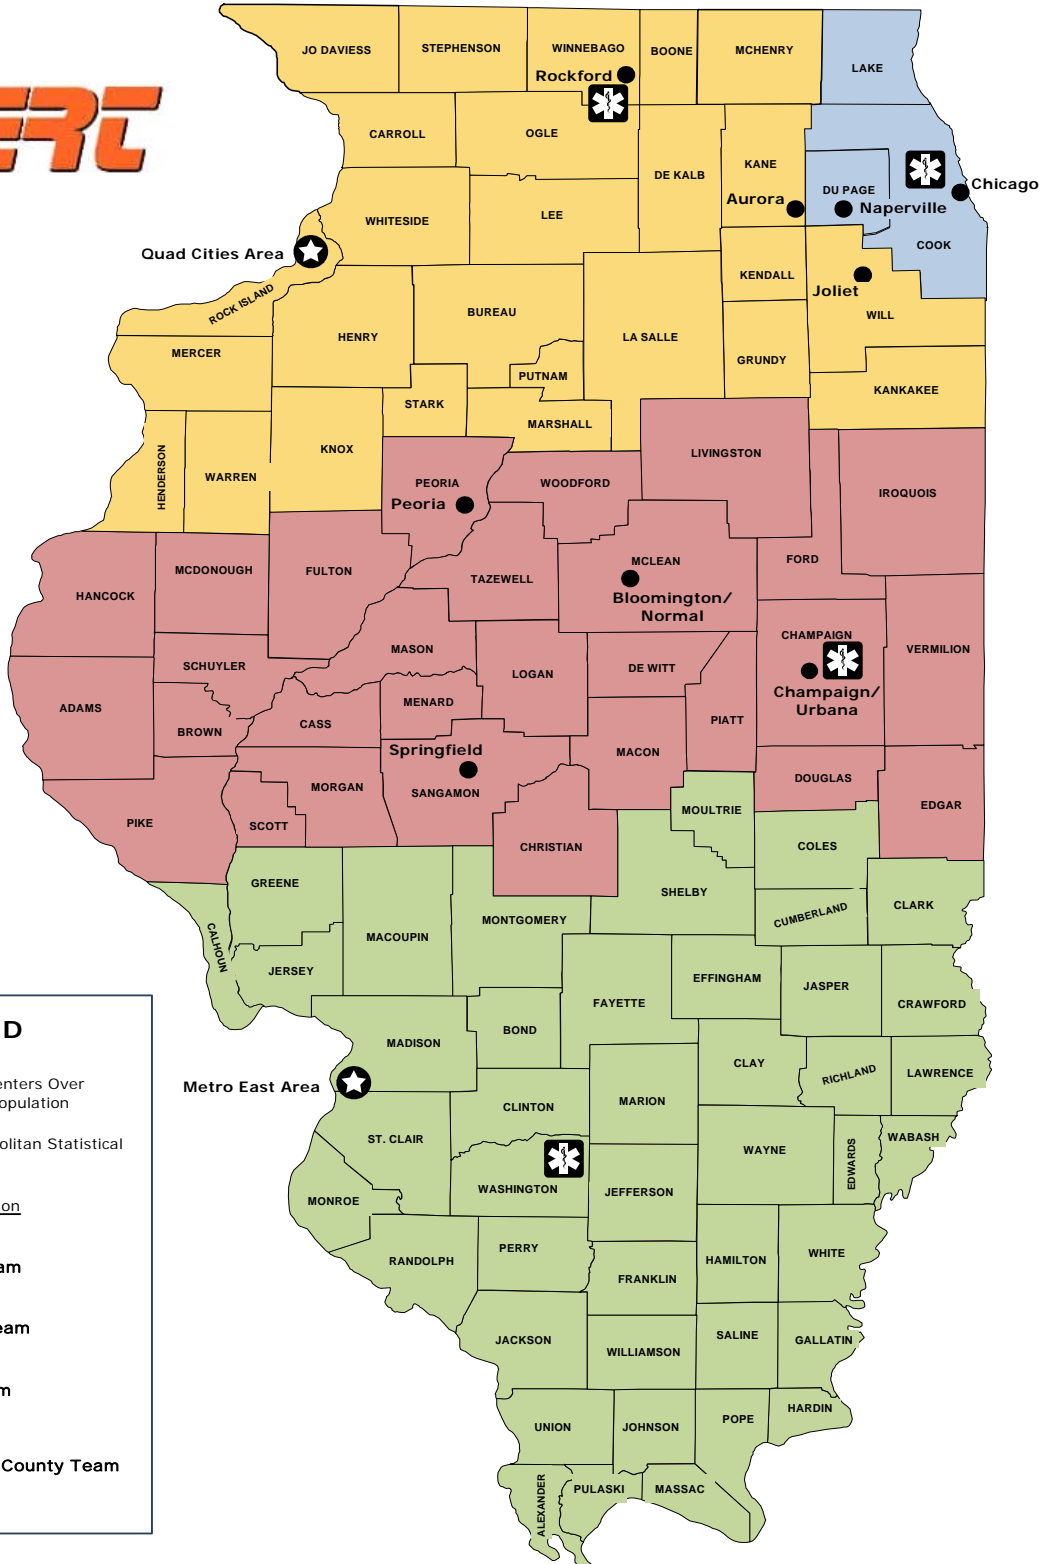 JO DAVIESS
STEPHENSON
WINNEBAGO
BOONE
MCHENRY
LAKE
Rockford
CARROLL
OGLE
DE KALB
KANE
DU PAGE
Chicago
Aurora
Naperville
WHITESIDE
LEE
COOK
Quad Cities Area
KENDALL
Joliet
ROCK ISLAND
BUREAU
WILL
HENRY
LA SALLE
MERCER
GRUNDY
PUTNAM
KANKAKEE
STARK
MARSHALL
KNOX
LIVINGSTON
HENDERSON
WARREN
PEORIA
WOODFORD
IROQUOIS
Peoria
MCLEAN
FORD
MCDONOUGH
FULTON
TAZEWELL
HANCOCK
Bloomington/
Normal
CHAMPAIGN
MASON
VERMILION
SCHUYLER
DE WITT
LOGAN
Champaign/
Urbana
MENARD
ADAMS
CASS
PIATT
BROWN
Springfield
MACON
DOUGLAS
MORGAN
SANGAMON
EDGAR
MOULTRIE
PIKE
SCOTT
CHRISTIAN
COLES
GREENE
SHELBY
CLARK
MONTGOMERY
CUMBERLAND
MACOUPIN
CALHOUN
JERSEY
EFFINGHAM
JASPER
FAYETTE
CRAWFORD
BOND
MADISON
CLAY
RICHLAND
LAWRENCE
Metro East Area
MARION
CLINTON
ST. CLAIR
WABASH
WAYNE
EDWARDS
WASHINGTON
JEFFERSON
MONROE
PERRY
RANDOLPH
HAMILTON
WHITE
FRANKLIN
SALINE
JACKSON
GALLATIN
WILLIAMSON
HARDIN
UNION
JOHNSON
POPE
ALEXANDER
PULASKI
MASSAC
ERT
D
enters Over
opulation
olitan Statistical
on
am
eam
m
County Team